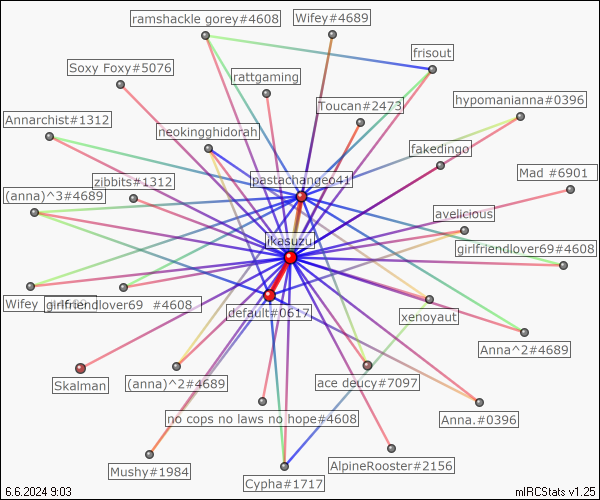 ramshackle gorey#4608
Wifey#4689
frisout
Soxy Foxy#5076
rattgaming
hypomanianna#0396
Toucan#2473
Annarchist#1312
neokingghidorah
fakedingo
Mad #6901
zibbits#1312
pastachangeo41
(anna)^3#4689
avelicious
ikasuzu
girlfriendlover69#4608
Wifey
girlfriendlover69 #4608
default#0617
xenoyaut
Anna^2#4689
Skalman
(anna)^2#4689
ace deucy#7097
no cops no laws no hope#4608
Anna.#0396
Mushy#1984
AlpineRooster#2156
Cypha#1717
6.6.2024 9:03
mIRCStats v1.25